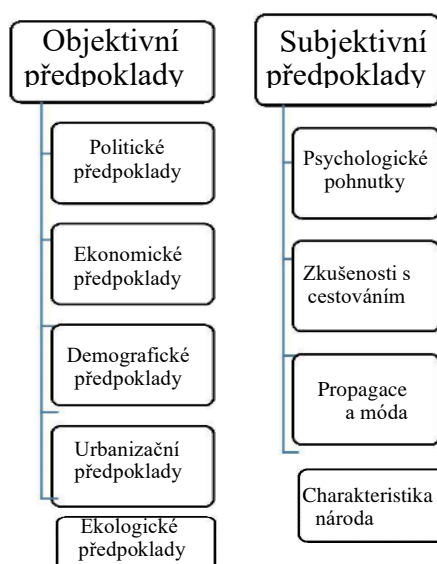 Objektivní
předpoklady
Politické
předpoklady
Ekonomické
předpoklady
Demografické
předpoklady
Urbanizační
předpoklady
Ekologické
předpoklady
Subjektivní
předpoklady
Psychologické
pohnutky
Zkušenosti s
cestováním
Propagace
a móda
Charakteristika
národa